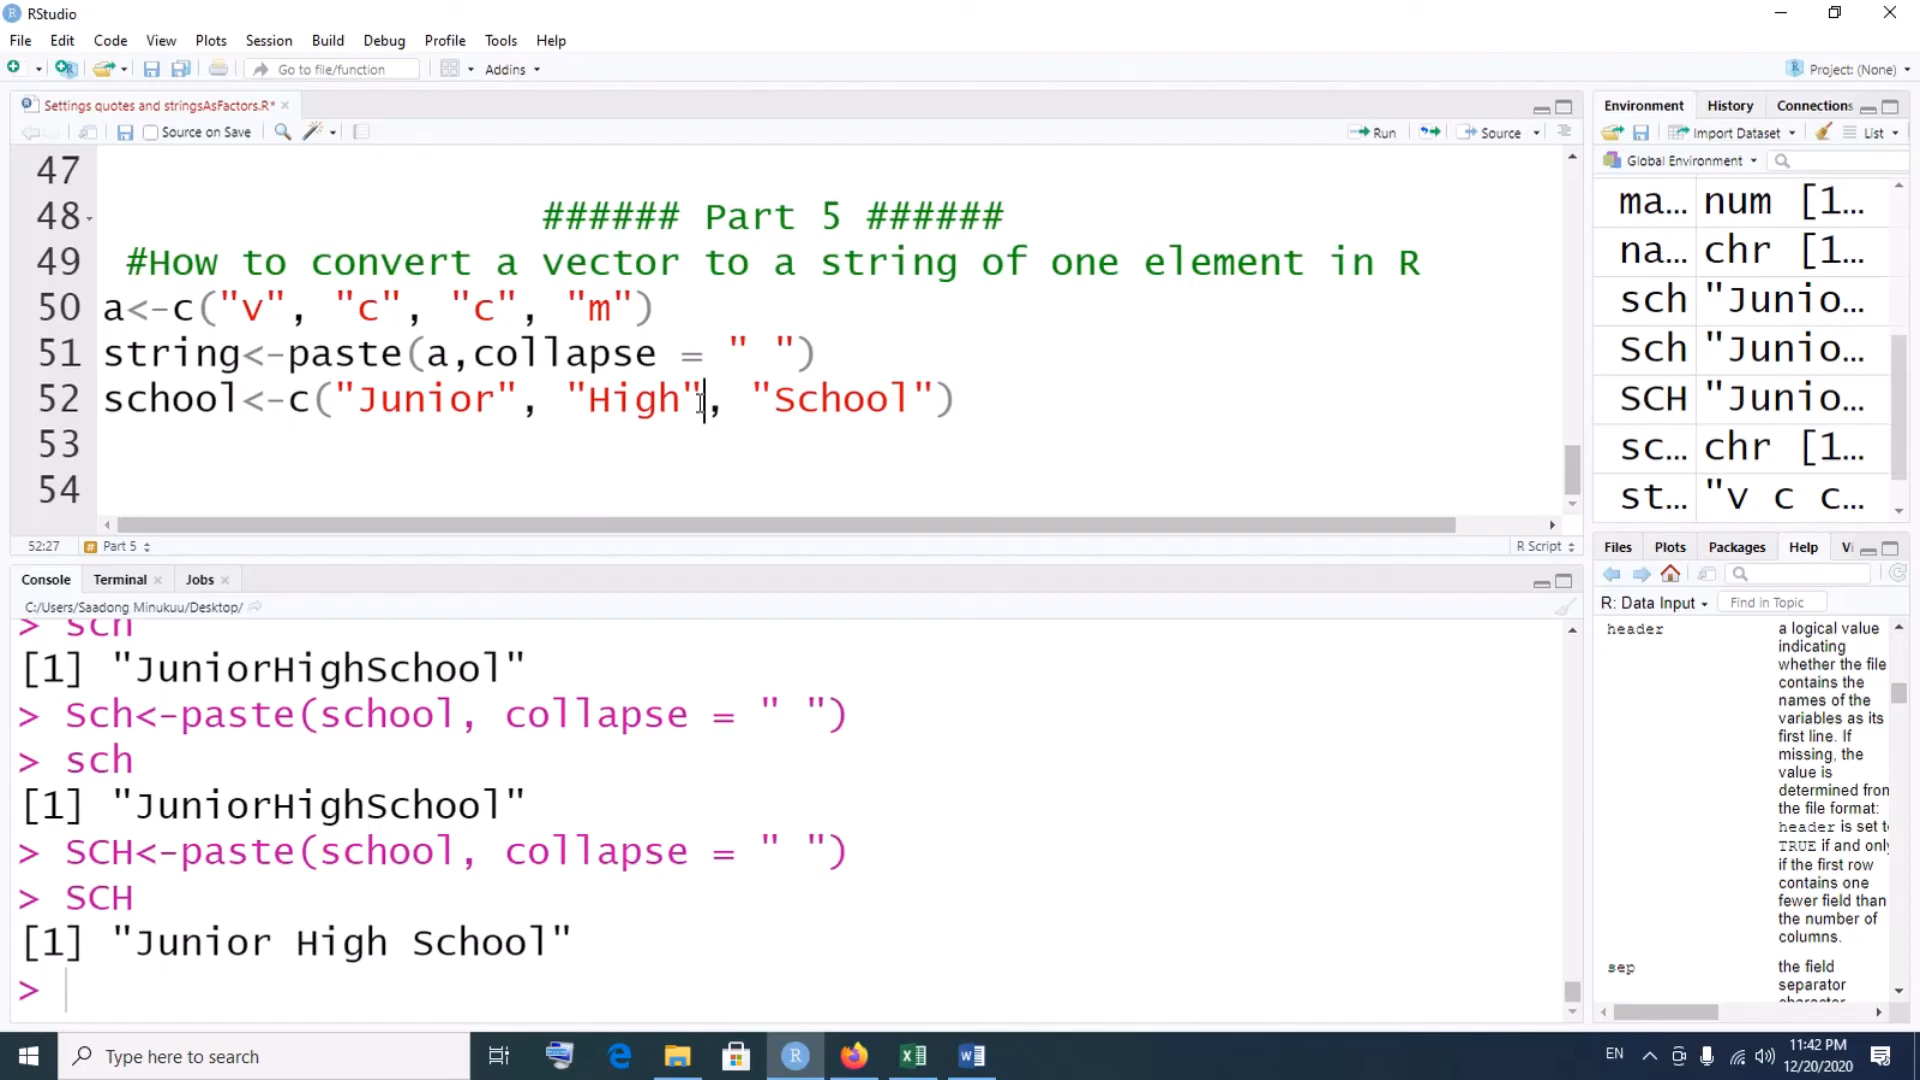 RStudio
File Edit Code View Plots Session Build Debug Profile Tools Help
Go to file/function Addins Project: (None)
Settings quotes and stringsAsFactors.R*
Source on Save Run Source
47
48 ###### Part 5 ######
49 #How to convert a vector to a string of one element in R
50 a<-c("v", "c", "c", "m")
51 string<-paste(a,collapse = " ")
52 school<-c("Junior", "High", "School")
53
54
52:27 # Part 5 R Script
Console Terminal Jobs
C:/Users/Saadong Minukuu/Desktop/
> sch
[1] "JuniorHighSchool"
> Sch<-paste(school, collapse = " ")
> sch
[1] "JuniorHighSchool"
> SCH<-paste(school, collapse = " ")
> SCH
[1] "Junior High School"
>
Environment History Connections
Import Dataset List
Global Environment
ma... num [1...
na... chr [1...
sch "Junio...
Sch "Junio...
SCH "Junio...
sc... chr [1...
st... "v c c...
Files Plots Packages Help Vi
R: Data Input Find in Topic
header a logical value
indicating
whether the file
contains the
names of the
variables as its
first line. If
missing, the
value is
determined from
the file format:
header is set t
TRUE if and only
if the first row
contains one
fewer field than
the number of
columns.
sep the field
separator
character
Type here to search
EN 11:42 PM
12/20/2020